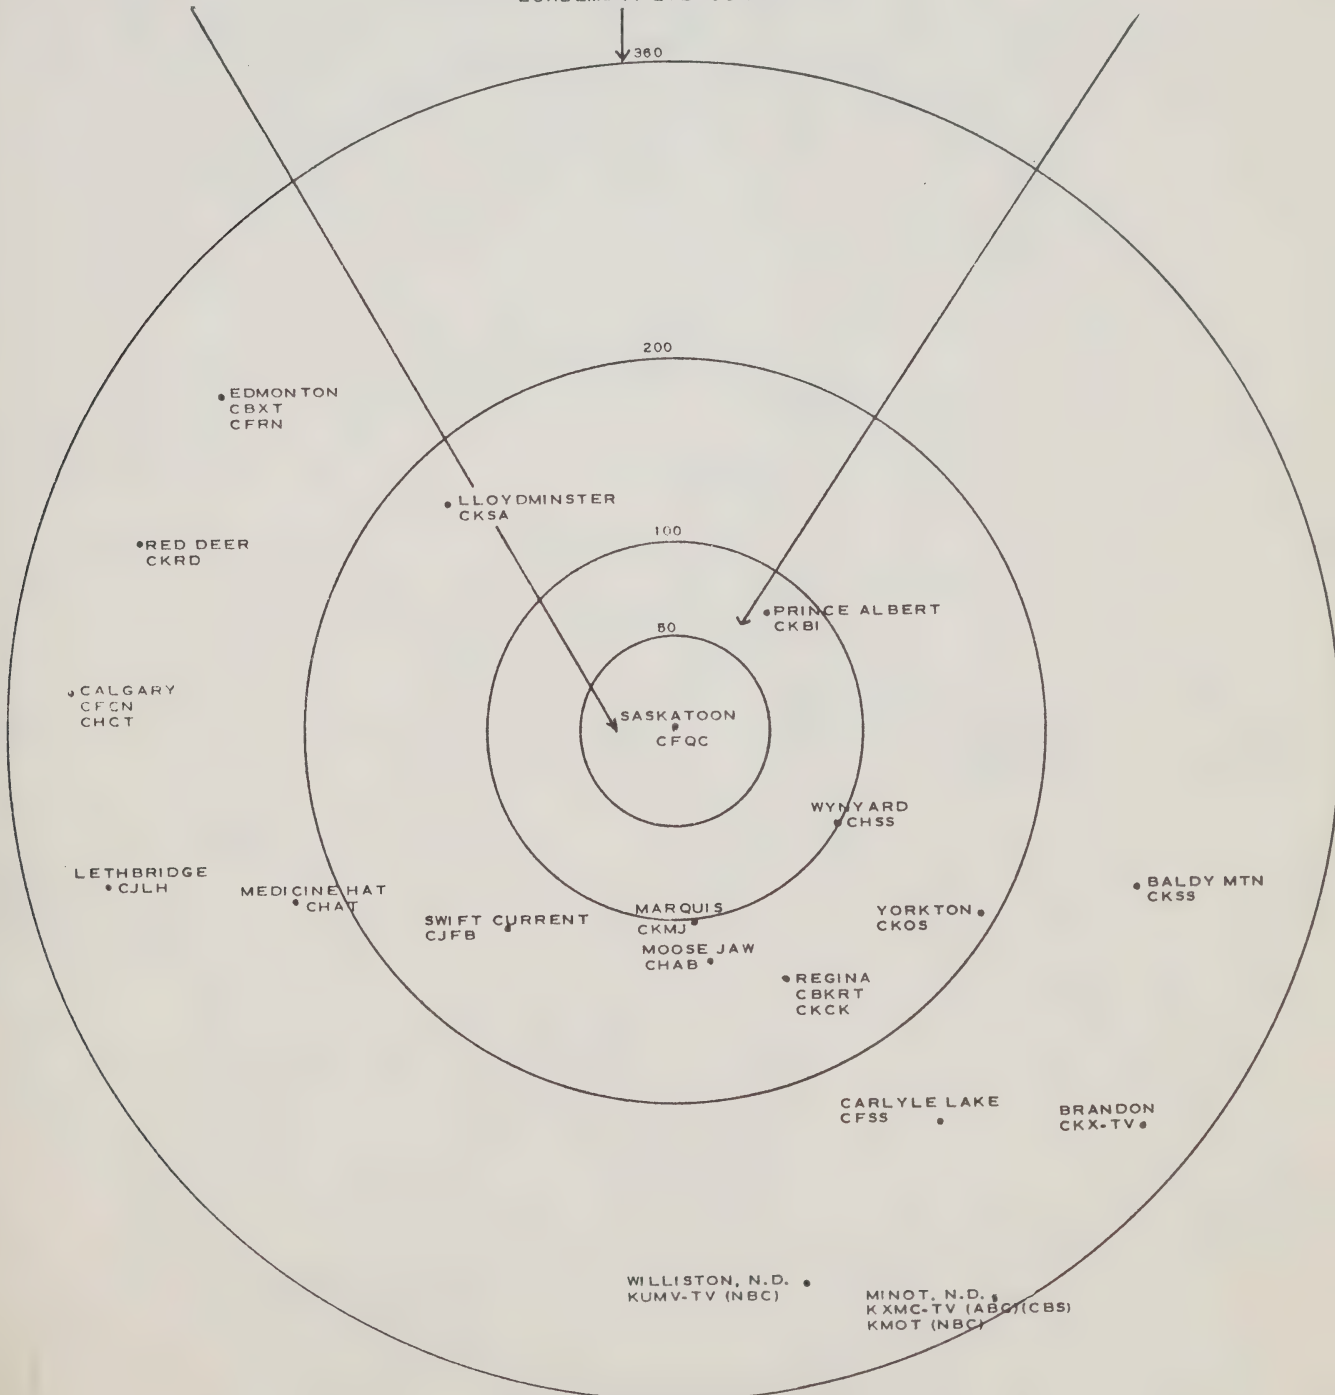 360
200
EDMONTON
CBXT
CFRN
LLOYDMINSTER
CKSA
100
RED DEER
CKRD
PRINCE ALBERT
CKBI
50
CALGARY
CFCN
CHCT
SASKATOON
CFQC
WYNYARD
CHSS
LETHBRIDGE
CJLH
MEDICINE HAT
CHAT
BALDY MTN
CKSS
SWIFT CURRENT
CJFB
MARQUIS
CKMJ
YORKTON
CKOS
MOOSE JAW
CHAB
REGINA
CBKRT
CKCK
CARLYLE LAKE
CFSS
BRANDON
CKX-TV
WILLISTON, N.D.
KUMV-TV (NBC)
MINOT, N.D.
KXMC-TV (ABC)(CBS)
KMOT (NBC)